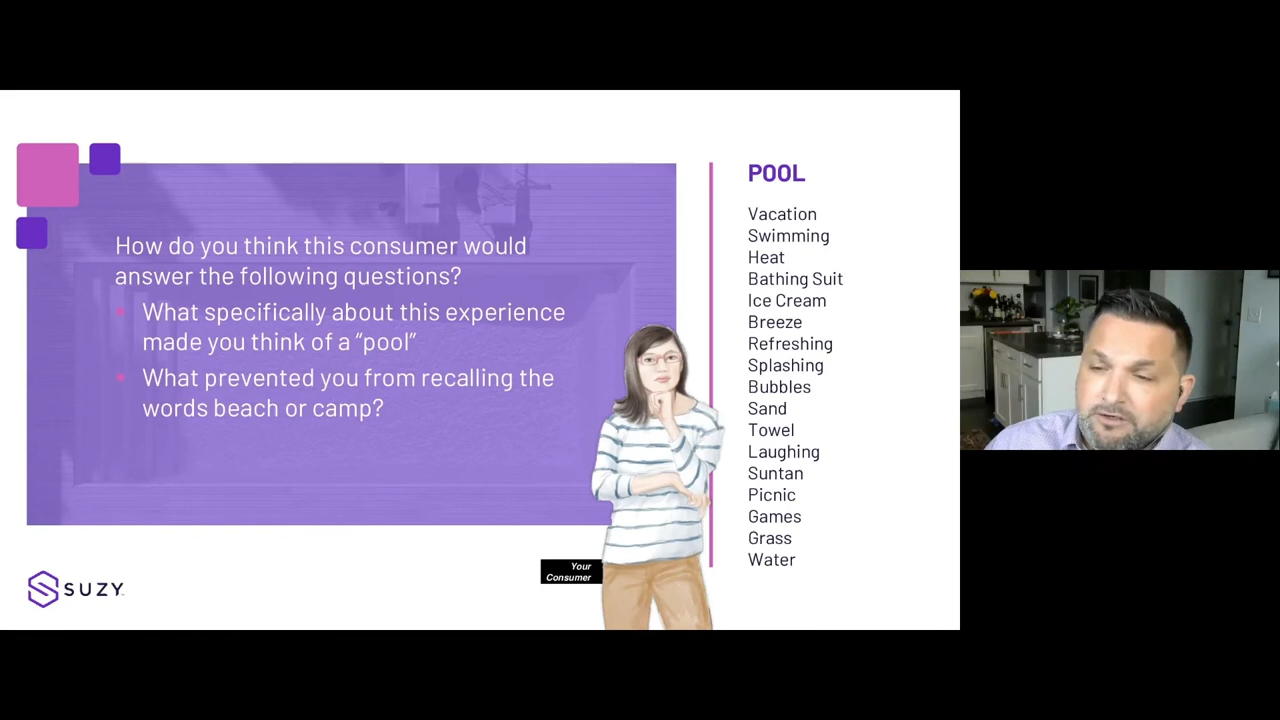 How do you think this consumer would
answer the following questions?
• What specifically about this experience
made you think of a “pool”
• What prevented you from recalling the
words beach or camp?
POOL
Vacation
Swimming
Heat
Bathing Suit
Ice Cream
Breeze
Refreshing
Splashing
Bubbles
Sand
Towel
Laughing
Suntan
Picnic
Games
Grass
Water
Your
Consumer
SUZY